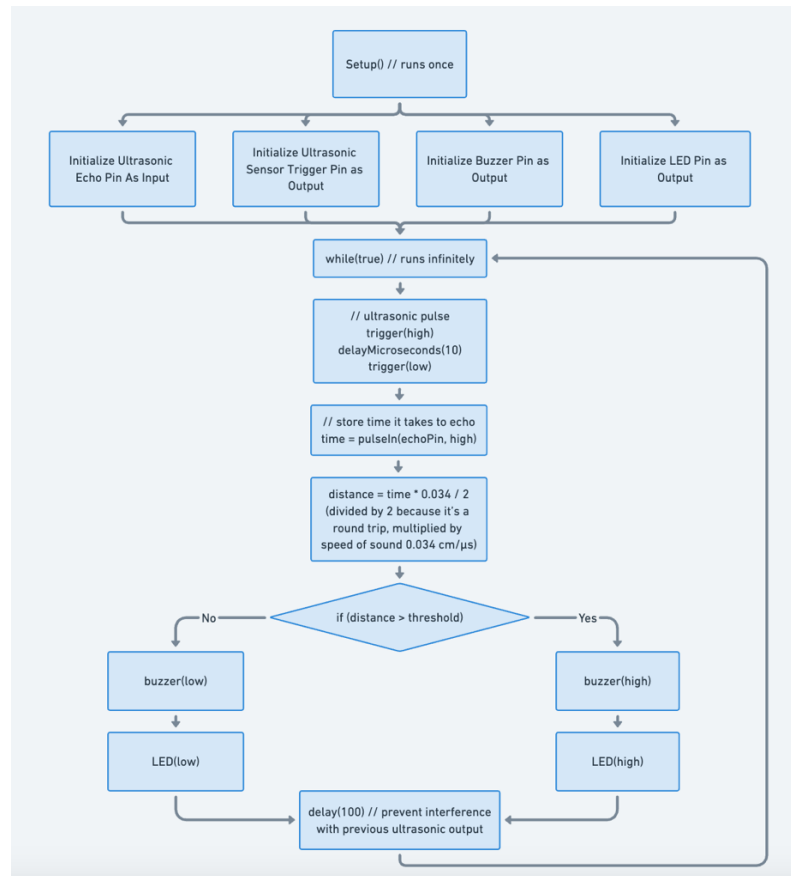 Setup() // runs once
Initialize Ultrasonic
Echo Pin As Input
Initialize Ultrasonic
Sensor Trigger Pin as
Output
Initialize Buzzer Pin as
Output
Initialize LED Pin as
Output
while(true) // runs infinitely
// ultrasonic pulse
trigger(high)
delayMicroseconds(10)
trigger(low)
// store time it takes to echo
time = pulseIn(echoPin, high)
distance = time * 0.034 / 2
(divided by 2 because it's a
round trip, multiplied by
speed of sound 0.034 cm/μs)
if (distance > threshold)
No
Yes
buzzer(low)
buzzer(high)
LED(low)
LED(high)
delay(100) // prevent interference
with previous ultrasonic output